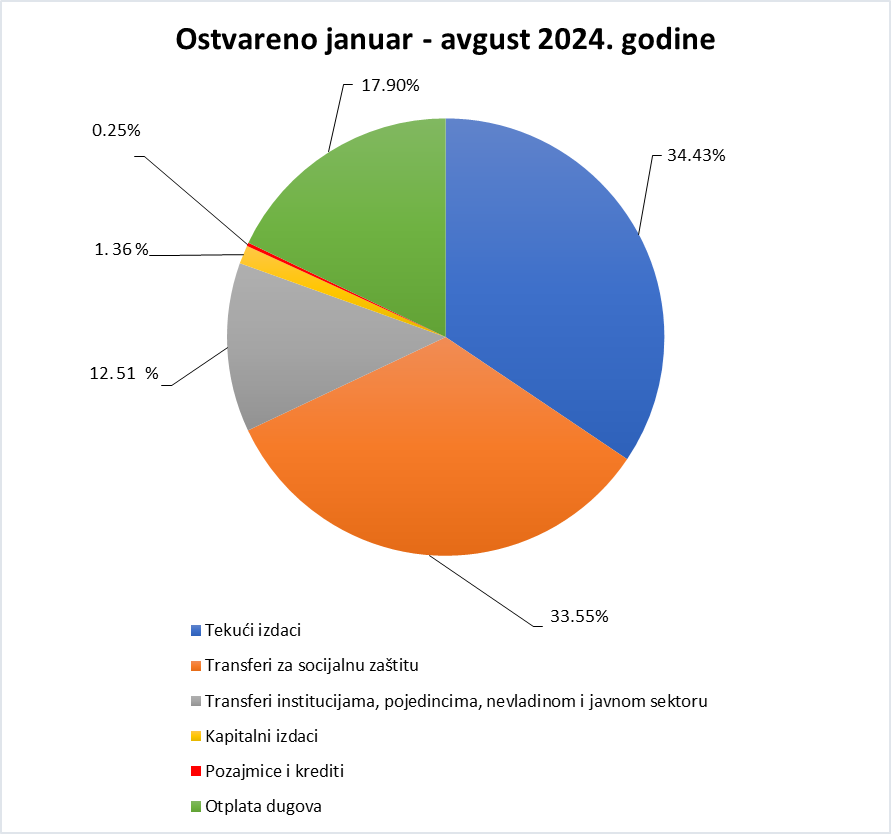 Ostvareno januar - avgust 2024. godine
17.90%
0.25%
34.43%
1.36%
12.51 %
33.55%
Tekući izdaci
Transferi za socijalnu zaštitu
Transferi institucijama, pojedincima, nevladinom i javnom sektoru
Kapitalni izdaci
Pozajmice i krediti
Otplata dugova